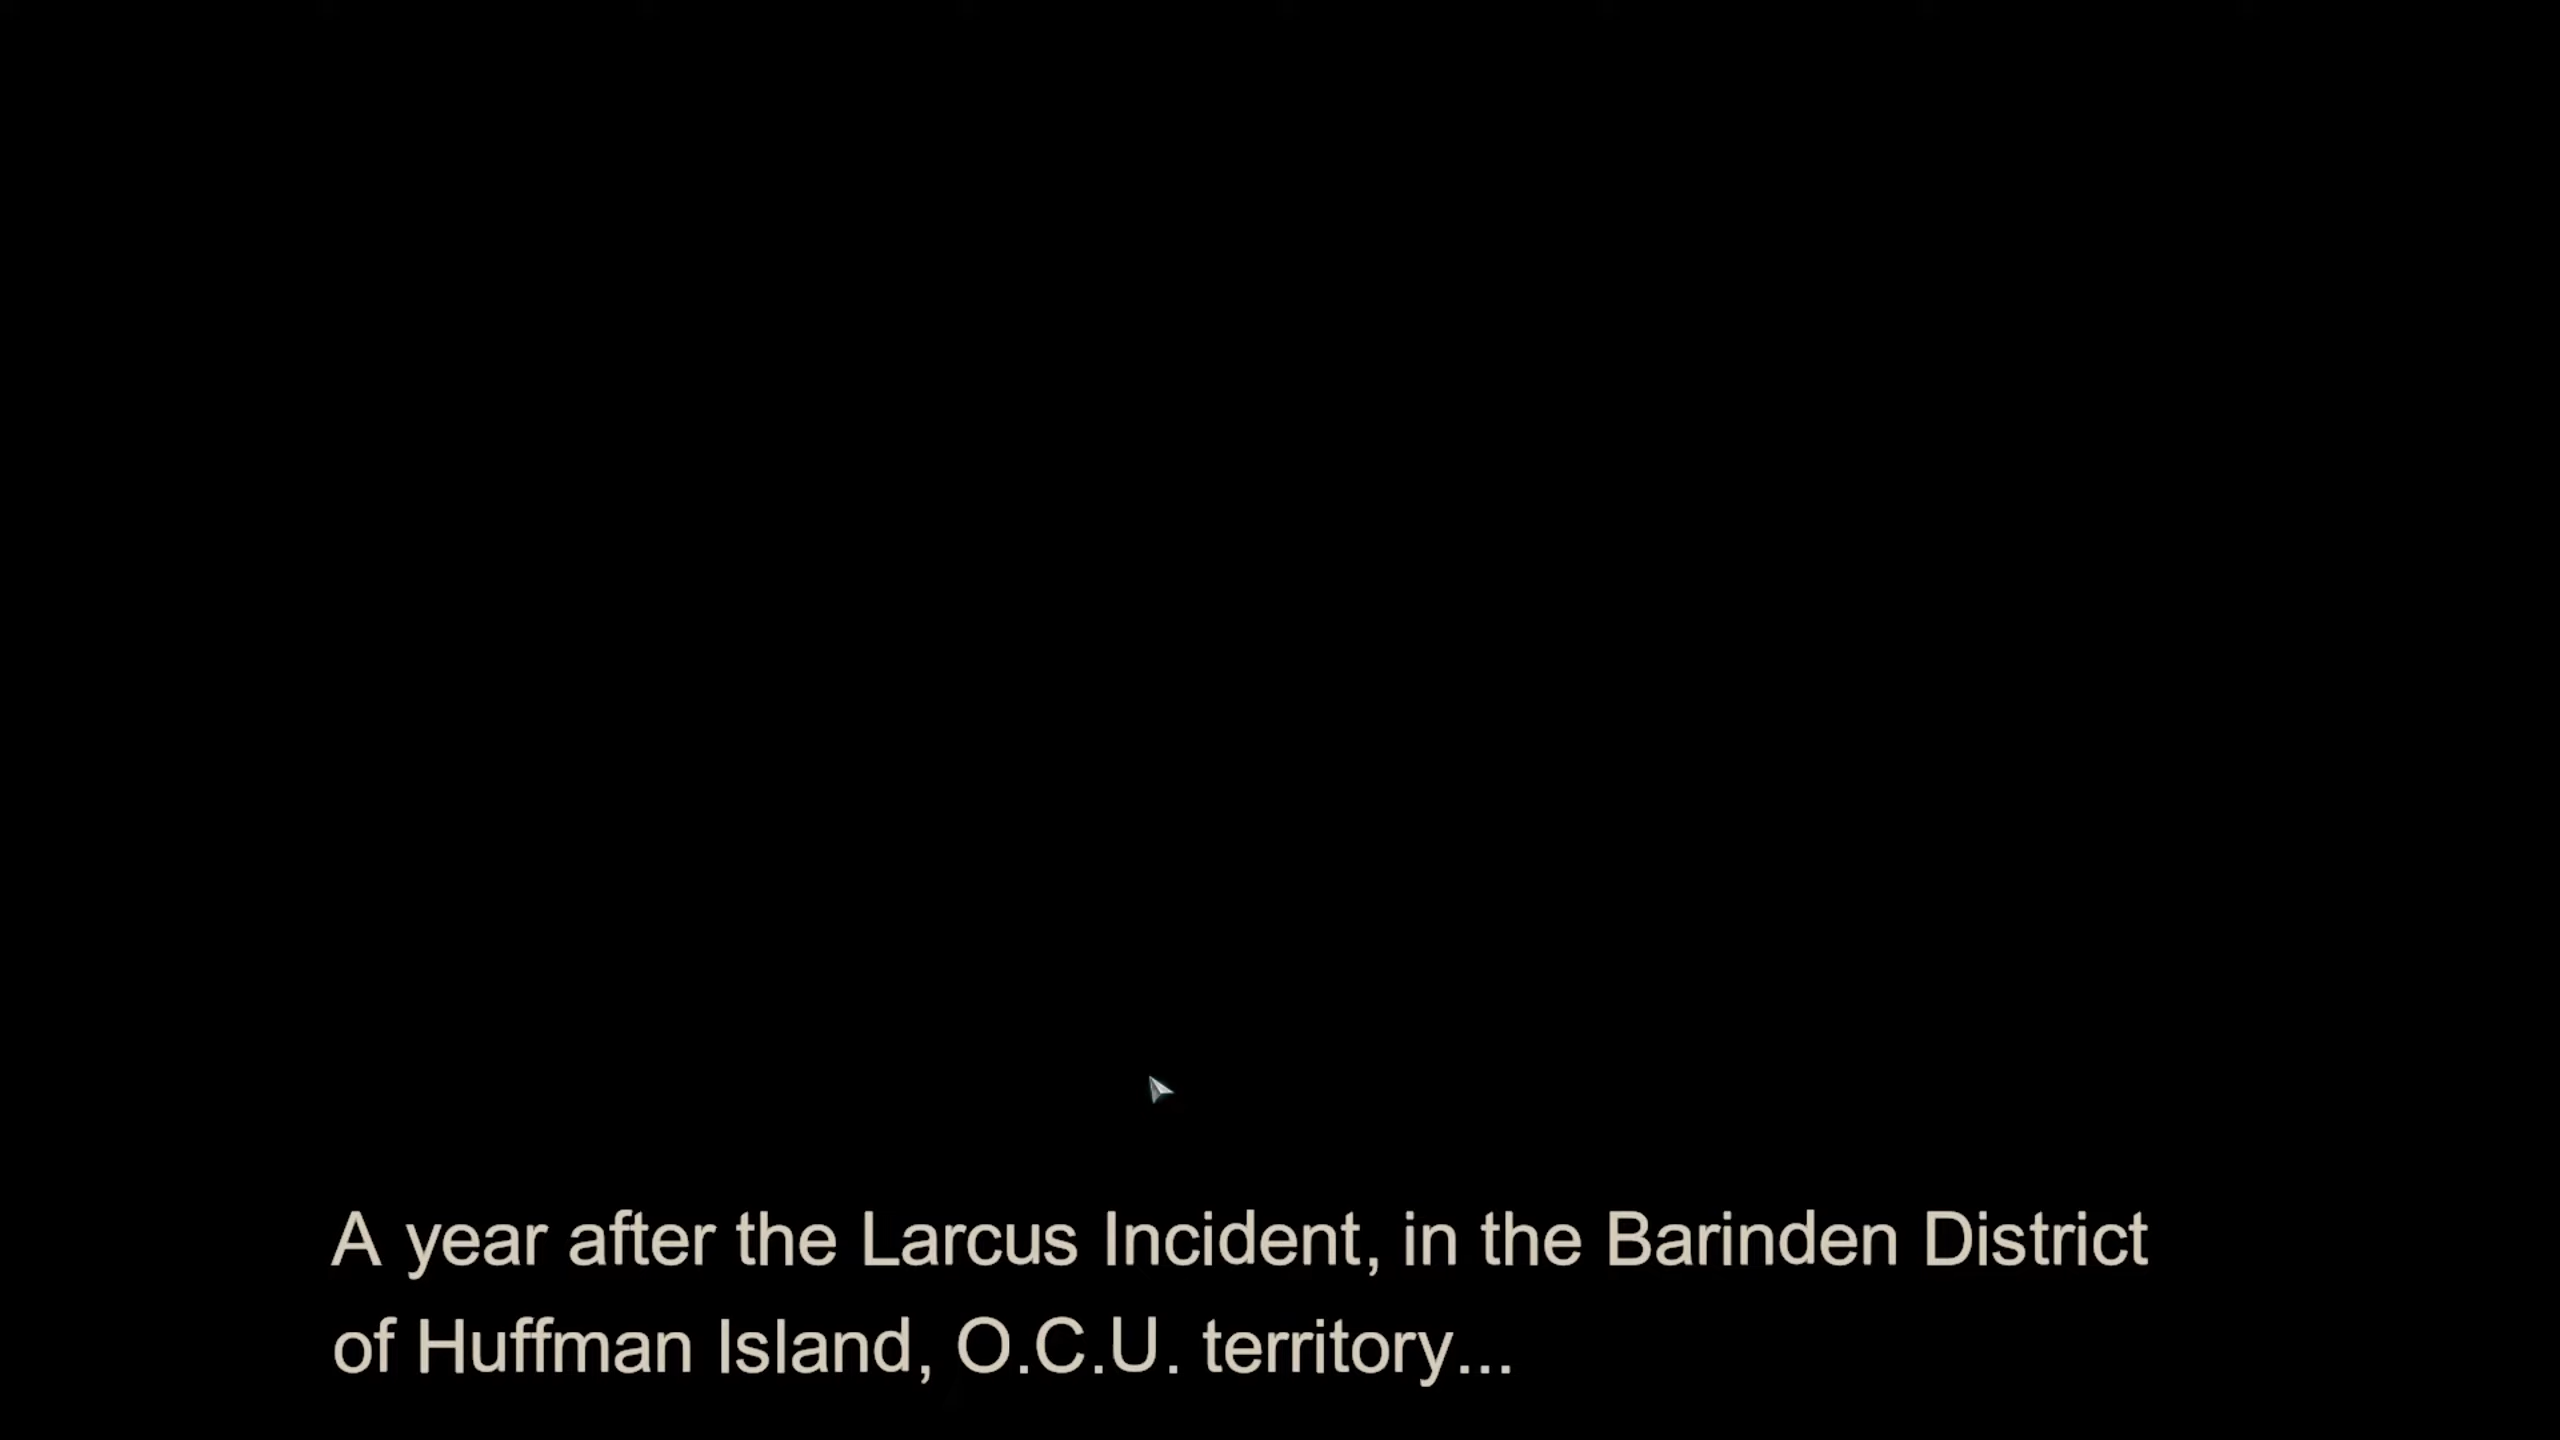 A year after the Larcus Incident, in the Barinden District
of Huffman Island, O.C.U. territory...